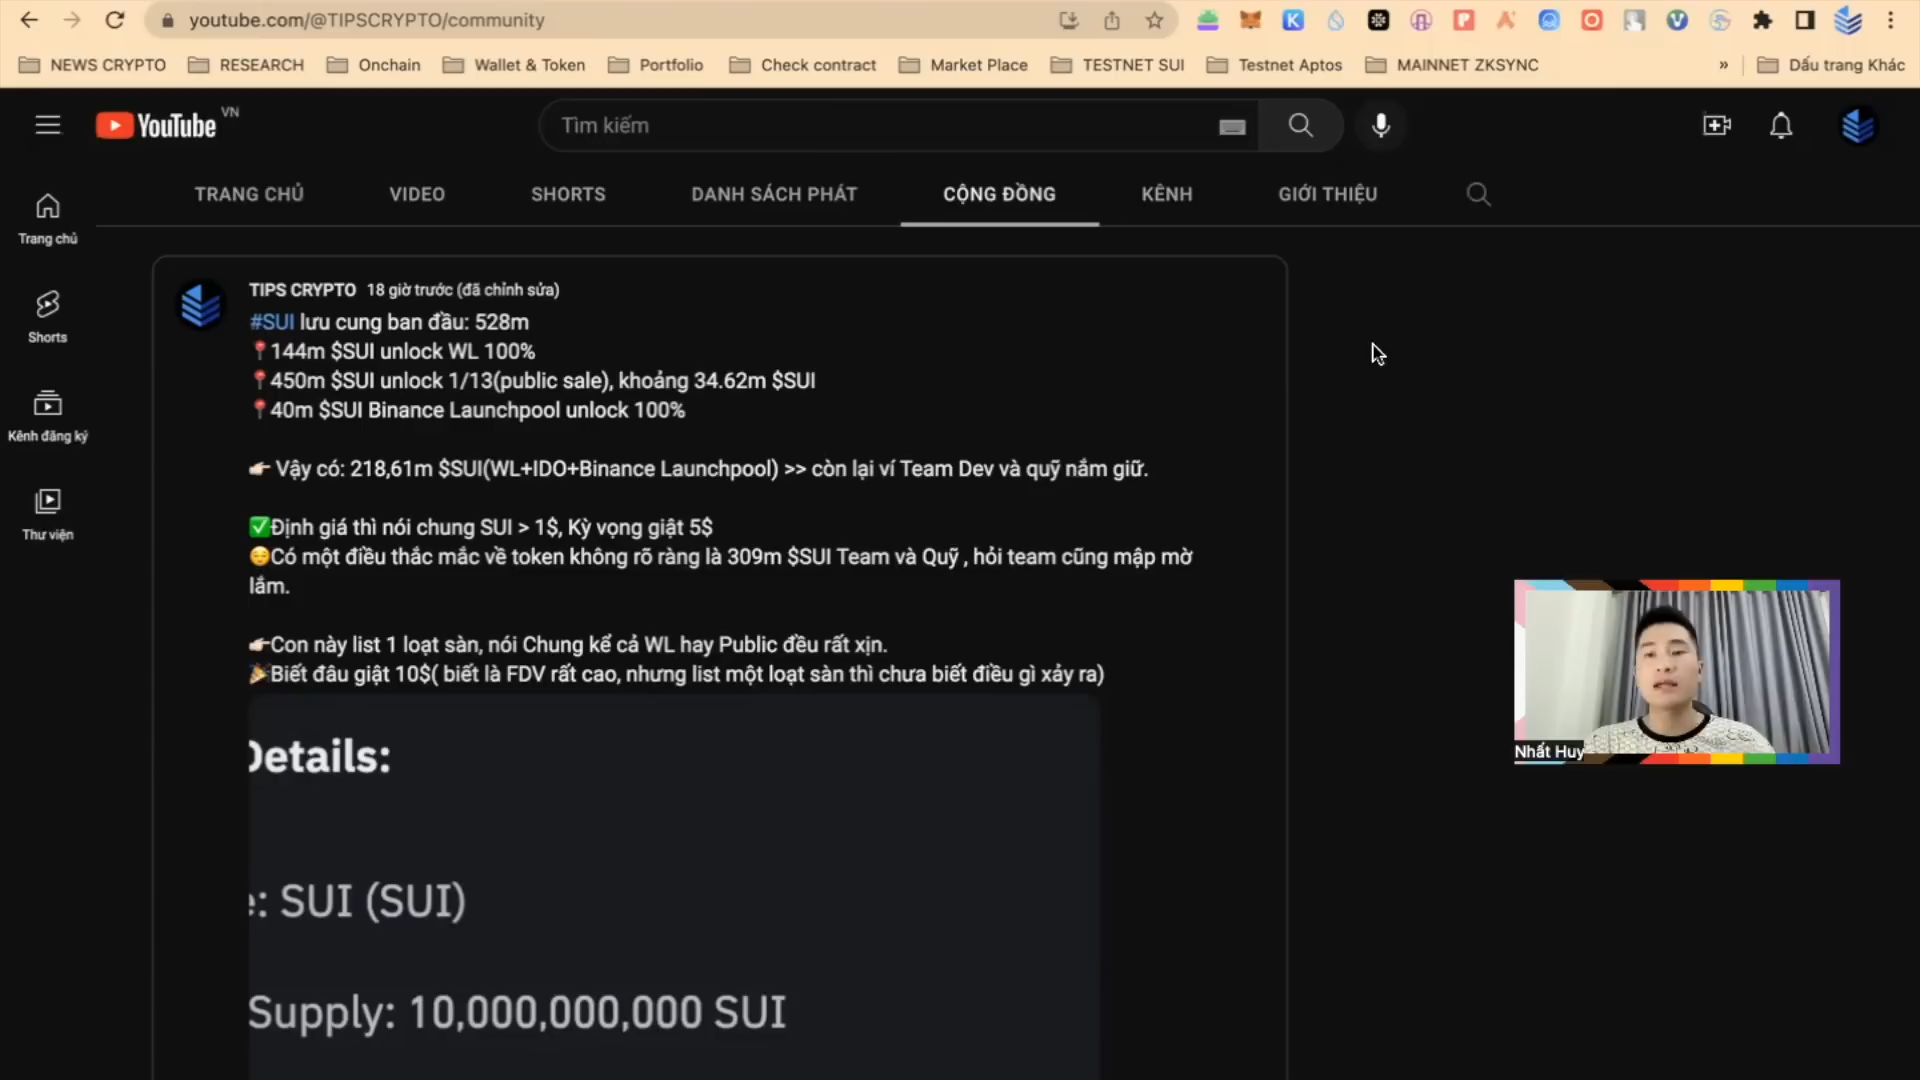 youtube.com/@TIPSCRYPTO/community
NEWS CRYPTO RESEARCH Onchain Wallet & Token Portfolio Check contract Market Place TESTNET SUI Testnet Aptos MAINNET ZKSYNC » Dấu trang Khác
YouTube VN
Tìm kiếm
TRANG CHỦ VIDEO SHORTS DANH SÁCH PHÁT CỘNG ĐỒNG KÊNH GIỚI THIỆU
Trang chủ
Shorts
Kênh đăng ký
Thư viện
TIPS CRYPTO 18 giờ trước (đã chỉnh sửa)
#SUI lưu cung ban đầu: 528m
📍144m $SUI unlock WL 100%
📍450m $SUI unlock 1/13(public sale), khoảng 34.62m $SUI
📍40m $SUI Binance Launchpool unlock 100%
👉🏻 Vậy có: 218,61m $SUI(WL+IDO+Binance Launchpool) >> còn lại ví Team Dev và quỹ nắm giữ.
✅Định giá thì nói chung SUI > 1$, Kỳ vọng giật 5$
😌Có một điều thắc mắc về token không rõ ràng là 309m $SUI Team và Quỹ , hỏi team cũng mập mờ
lắm.
👉🏻Con này list 1 loạt sàn, nói Chung kể cả WL hay Public đều rất xịn.
🎉Biết đâu giật 10$( biết là FDV rất cao, nhưng list một loạt sàn thì chưa biết điều gì xảy ra)
Details:
e: SUI (SUI)
Supply: 10,000,000,000 SUI
Nhất Huy